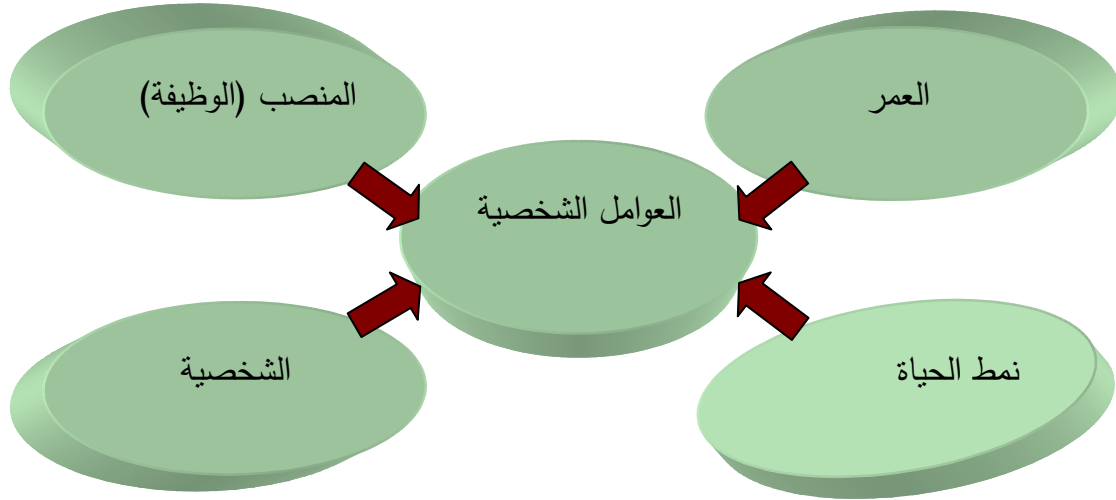 العمر
المنصب (الوظيفة)
العوامل الشخصية
نمط الحياة
الشخصية